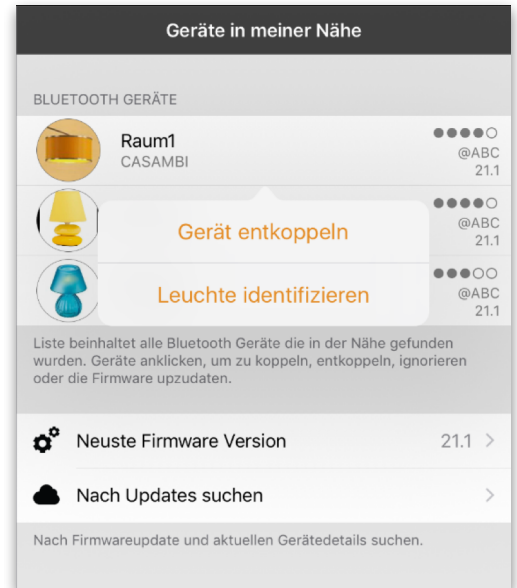 Geräte in meiner Nähe
BLUETOOTH GERÄTE
Raum1
CASAMBI
@ABC
21.1
@ABC
21.1
Gerät entkoppeln
Leuchte identifizieren
@ABC
21.1
Liste beinhaltet alle Bluetooth Geräte die in der Nähe gefunden
wurden. Geräte anklicken, um zu koppeln, entkoppeln, ignorieren
oder die Firmware upzudaten.
Neuste Firmware Version 21.1
Nach Updates suchen
Nach Firmwareupdate und aktuellen Gerätedetails suchen.